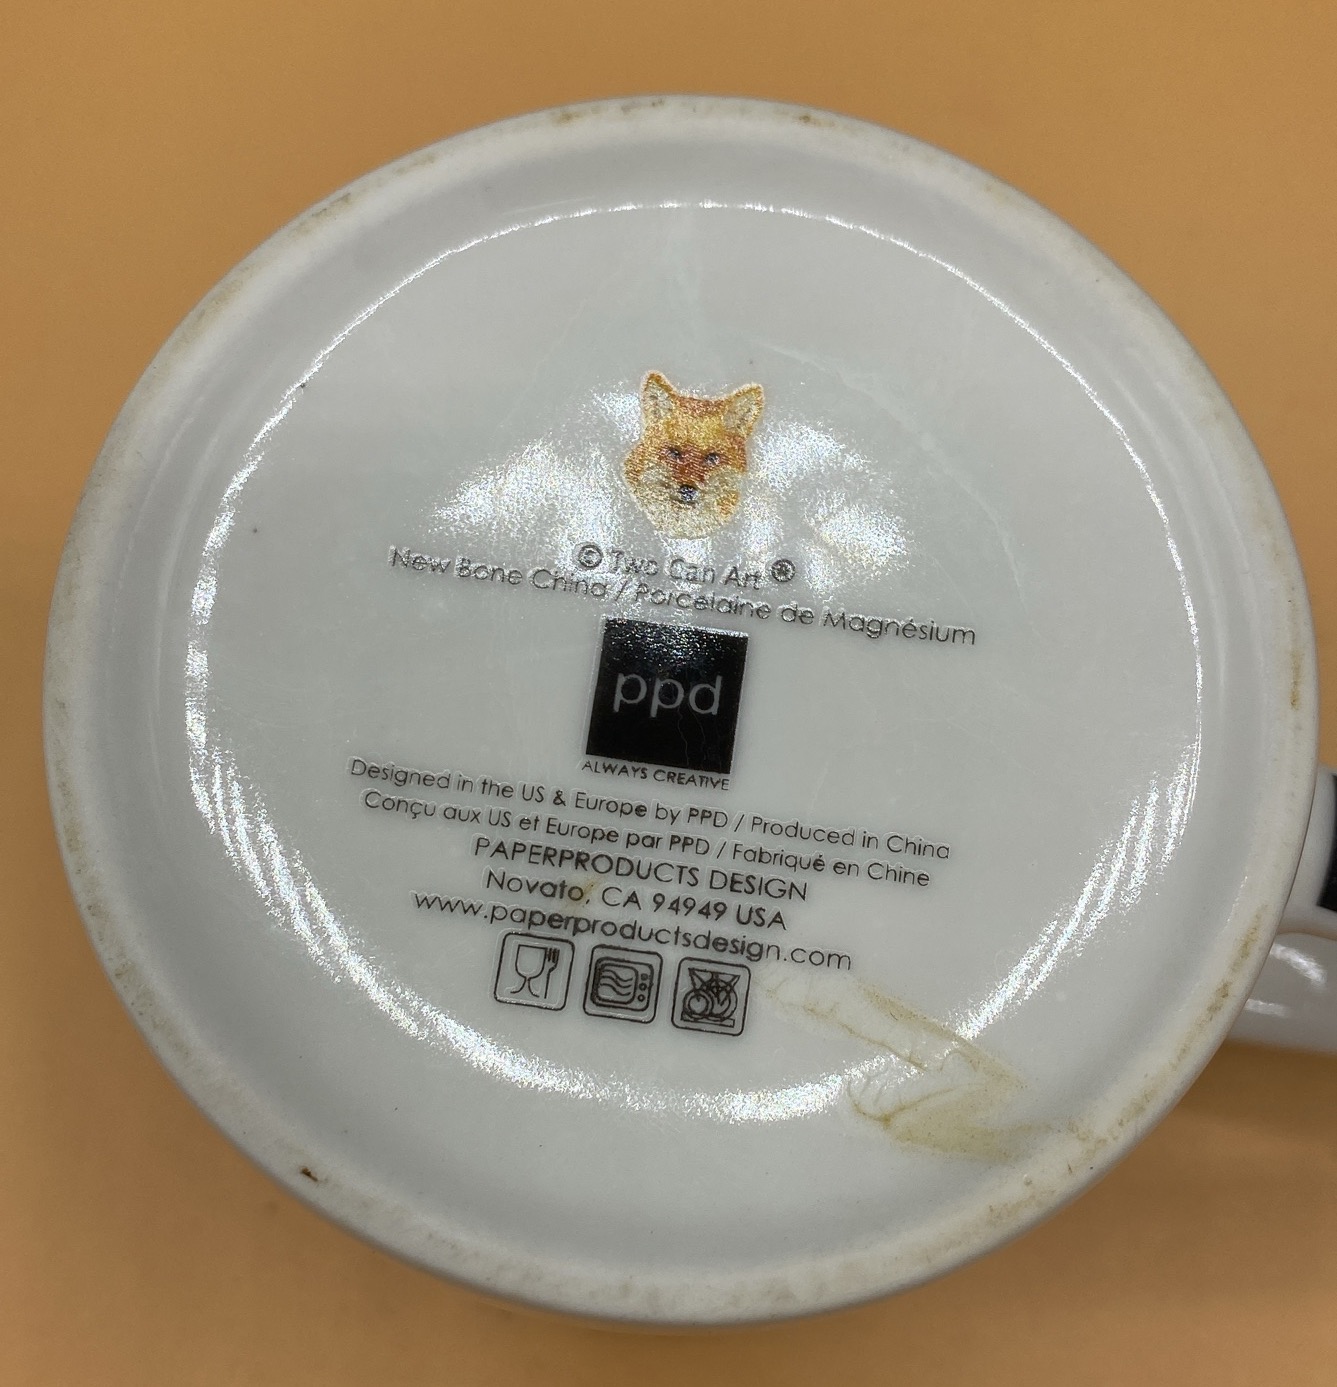 © Two Can Art ®
New Bone China / Porcelaine de Magnésium
ppd
ALWAYS CREATIVE
Designed in the US & Europe by PPD / Produced in China
Conçu aux US et Europe par PPD / Fabriqué en Chine
PAPERPRODUCTS DESIGN
Novato, CA 94949 USA
www.paperproductsdesign.com